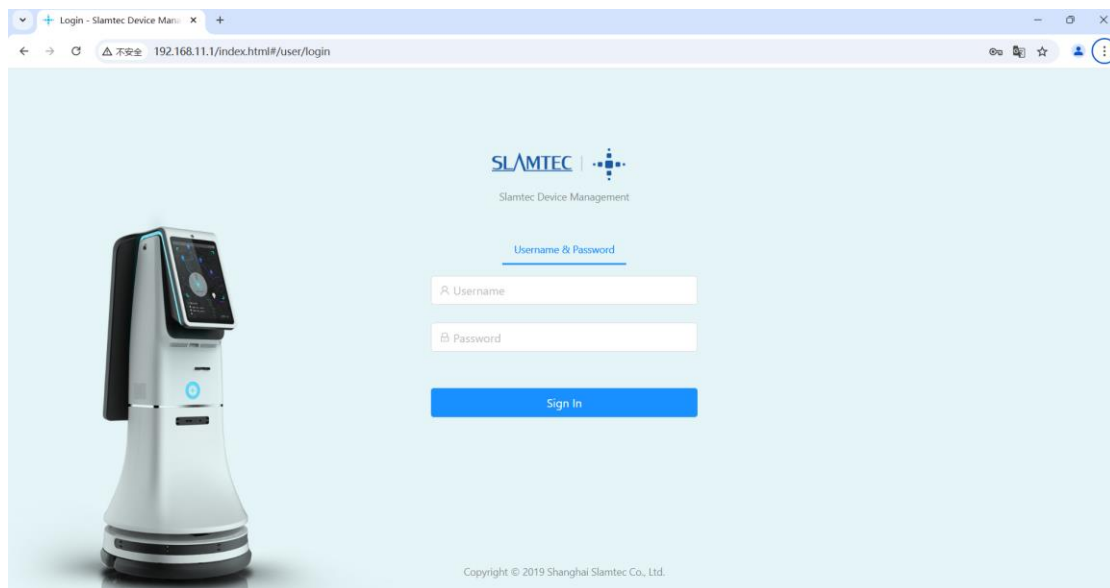 Login - Slamtec Device Mana
不安全 192.168.11.1/index.html#/user/login
SLAMTEC
Slamtec Device Management
Username & Password
Username
Password
Sign In
Copyright © 2019 Shanghai Slamtec Co., Ltd.